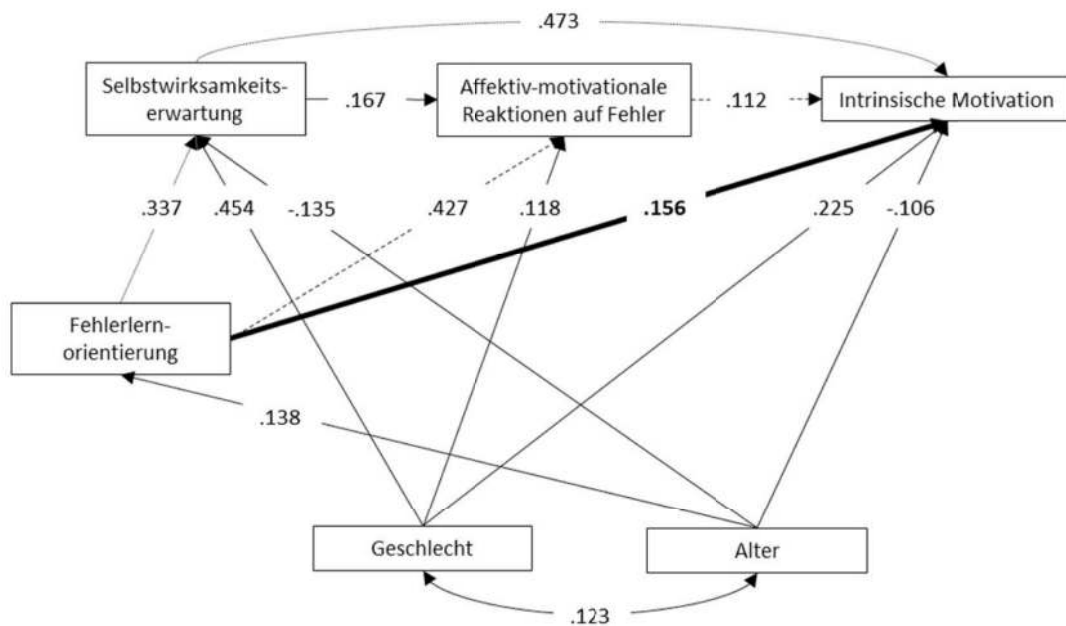 .473
Selbstwirksamkeits-
erwartung
.167
Affektiv-motivationale
Reaktionen auf Fehler
.112
Intrinsische Motivation
.337
.454
-.135
.427
.118
.156
.225
-.106
Fehlerlern-
orientierung
.138
Geschlecht
Alter
.123